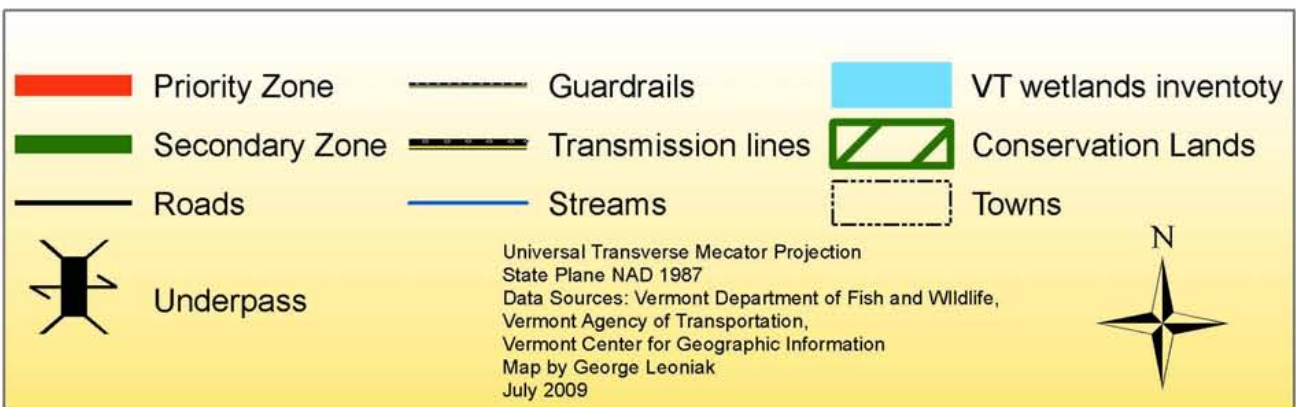 Priority Zone
Guardrails
VT wetlands inventoty
Secondary Zone
Transmission lines
Conservation Lands
Roads
Streams
Towns
Underpass
Universal Transverse Mecator Projection
State Plane NAD 1987
Data Sources: Vermont Department of Fish and WIldlife,
Vermont Agency of Transportation,
Vermont Center for Geographic Information
Map by George Leoniak
July 2009
N